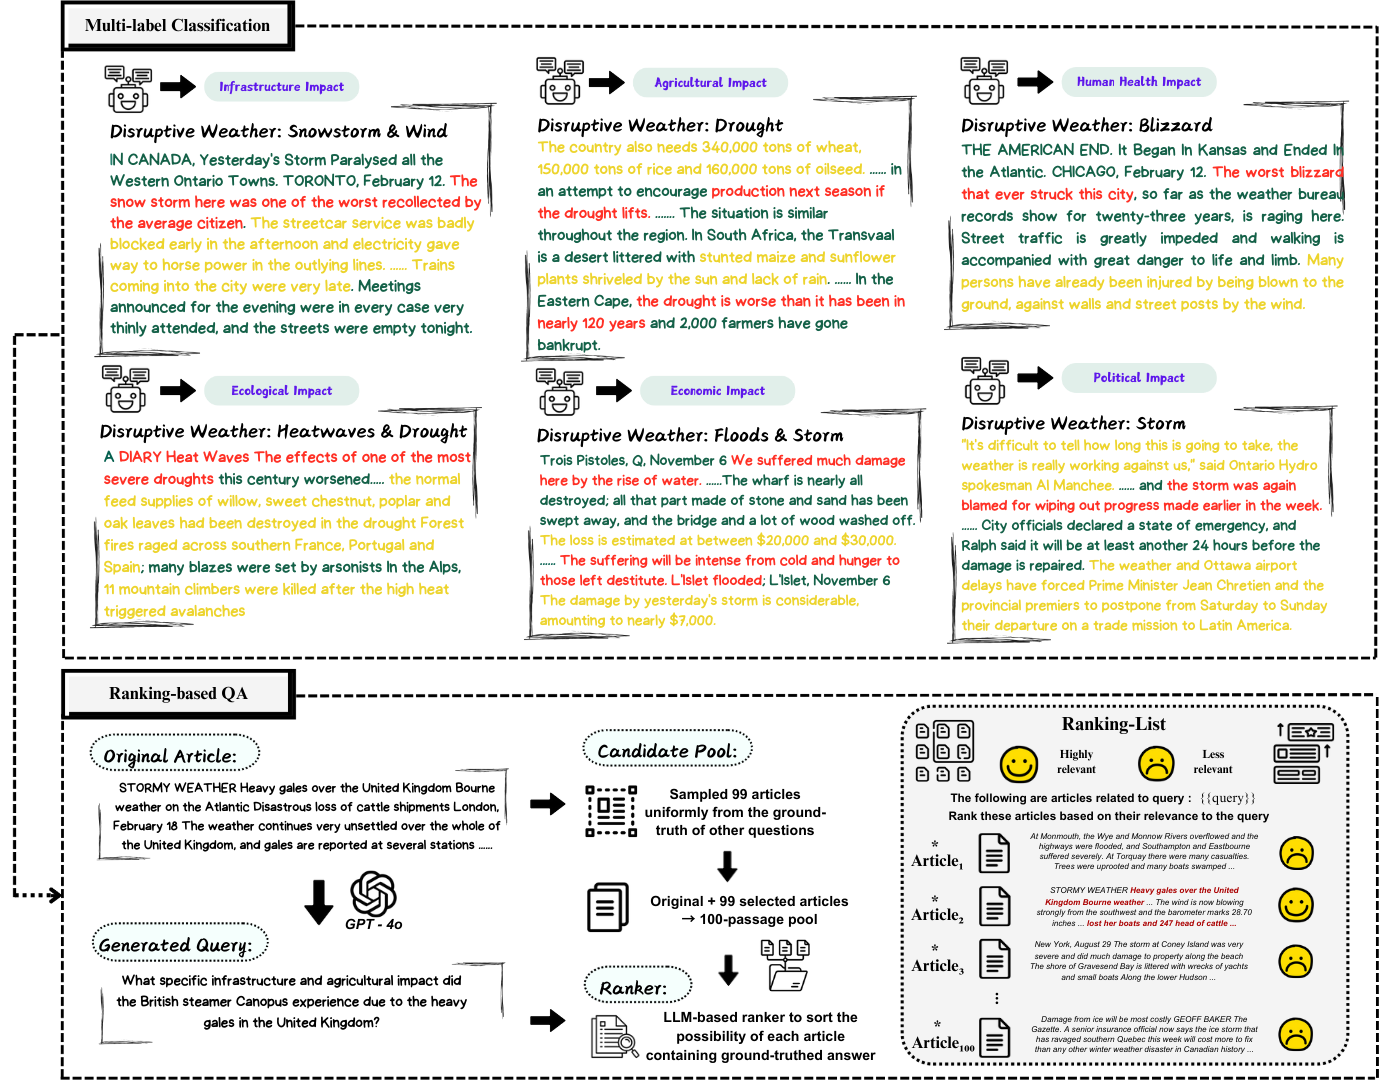 Multi-label Classification
Infrastructure Impact
Disruptive Weather: Snowstorm & Wind
IN CANADA, Yesterday's Storm Paralysed all the
Western Ontario Towns. TORONTO, February 12. The
snow storm here was one of the worst recollected by
the average citizen. The streetcar service was badly
blocked early in the afternoon and electricity gave
way to horse power in the outlying lines. ...... Trains
coming into the city were very late. Meetings
announced for the evening were in every case very
thinly attended, and the streets were empty tonight.
Agricultural Impact
Disruptive Weather: Drought
The country also needs 340,000 tons of wheat,
150,000 tons of rice and 160,000 tons of oilseed. ...... in
an attempt to encourage production next season if
the drought lifts. ....... The situation is similar
throughout the region. In South Africa, the Transvaal
is a desert littered with stunted maize and sunflower
plants shriveled by the sun and lack of rain. ...... In the
Eastern Cape, the drought is worse than it has been in
nearly 120 years and 2,000 farmers have gone
bankrupt.
Human Health Impact
Disruptive Weather: Blizzard
THE AMERICAN END. It Began In Kansas and Ended In
the Atlantic. CHICAGO, February 12. The worst blizzard
that ever struck this city, so far as the weather bureau
records show for twenty-three years, is raging here.
Street traffic is greatly impeded and walking is
accompanied with great danger to life and limb. Many
persons have already been injured by being blown to the
ground, against walls and street posts by the wind.
Ecological Impact
Disruptive Weather: Heatwaves & Drought
A DIARY Heat Waves The effects of one of the most
severe droughts this century worsened..... the normal
feed supplies of willow, sweet chestnut, poplar and
oak leaves had been destroyed in the drought Forest
fires raged across southern France, Portugal and
Spain; many blazes were set by arsonists In the Alps,
11 mountain climbers were killed after the high heat
triggered avalanches
Economic Impact
Disruptive Weather: Floods & Storm
Trois Pistoles, Q, November 6 We suffered much damage
here by the rise of water. ......The wharf is nearly all
destroyed; all that part made of stone and sand has been
swept away, and the bridge and a lot of wood washed off.
The loss is estimated at between $20,000 and $30,000.
...... The suffering will be intense from cold and hunger to
those left destitute. L'Islet flooded; L'Islet, November 6
The damage by yesterday's storm is considerable,
amounting to nearly $7,000.
Political Impact
Disruptive Weather: Storm
"It's difficult to tell how long this is going to take, the
weather is really working against us," said Ontario Hydro
spokesman Al Manchee. ...... and the storm was again
blamed for wiping out progress made earlier in the week.
...... City officials declared a state of emergency, and
Ralph said it will be at least another 24 hours before the
damage is repaired. The weather and Ottawa airport
delays have forced Prime Minister Jean Chretien and the
provincial premiers to postpone from Saturday to Sunday
their departure on a trade mission to Latin America.
Ranking-based QA
Original Article:
STORMY WEATHER Heavy gales over the United Kingdom Bourne
weather on the Atlantic Disastrous loss of cattle shipments London,
February 18 The weather continues very unsettled over the whole of
the United Kingdom, and gales are reported at several stations ......
GPT - 4o
Generated Query:
What specific infrastructure and agricultural impact did
the British steamer Canopus experience due to the heavy
gales in the United Kingdom?
Candidate Pool:
Sampled 99 articles
uniformly from the ground-
truth of other questions
Original + 99 selected articles
→ 100-passage pool
Ranker:
LLM-based ranker to sort the
possibility of each article
containing ground-truthed answer
Ranking-List
Highly
relevant
Less
relevant
The following are articles related to query : {{query}}
Rank these articles based on their relevance to the query
*
Article1
At Monmouth, the Wye and Monnow Rivers overflowed and the
highways were flooded, and Southampton and Eastbourne
suffered severely. At Torquay there were many casualties.
Trees were uprooted and many boats swamped ...
*
Article2
STORMY WEATHER Heavy gales over the United
Kingdom Bourne weather ... The wind is now blowing
strongly from the southwest and the barometer marks 28.70
inches ... lost her boats and 247 head of cattle ...
*
Article3
New York, August 29 The storm at Coney Island was very
severe and did much damage to property along the beach
The shore of Gravesend Bay is littered with wrecks of yachts
and small boats Along the lower Hudson ...
*
Article100
Damage from ice will be most costly GEOFF BAKER The
Gazette. A senior insurance official now says the ice storm that
has ravaged southern Quebec this week will cost more to fix
than any other winter weather disaster in Canadian history ...